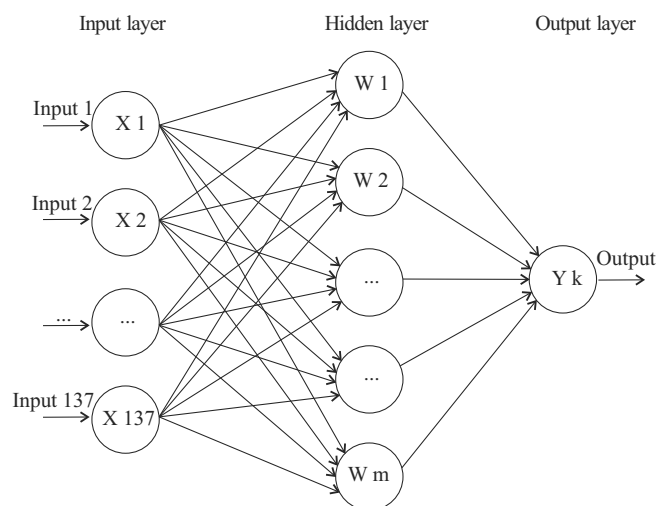 Input layer
Hidden layer
Output layer
Input 1
X 1
Input 2
X 2
...
...
Input 137
X 137
W 1
W 2
...
...
W m
Y k
Output